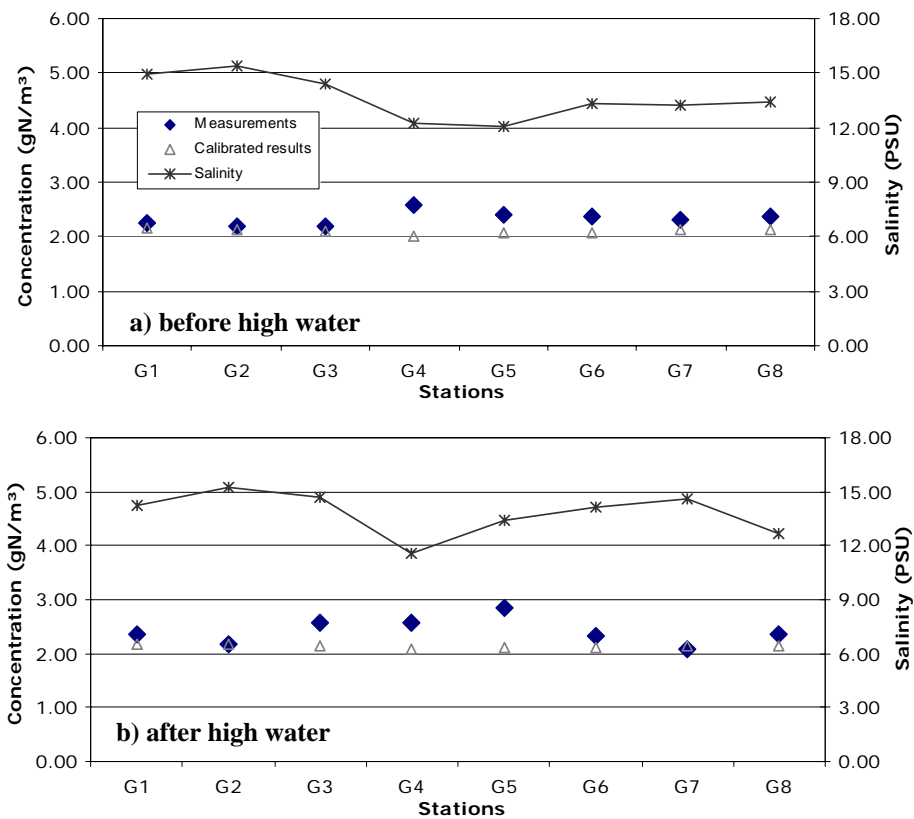 6.00
5.00
4.00
3.00
2.00
1.00
0.00
Concentration (gN/m³)
18.00
15.00
12.00
9.00
6.00
3.00
0.00
Salinity (PSU)
Measurements
Calibrated results
Salinity
a) before high water
G1 G2 G3 G4 G5 G6 G7 G8
Stations
6.00
5.00
4.00
3.00
2.00
1.00
0.00
Concentration (gN/m³)
18.00
15.00
12.00
9.00
6.00
3.00
0.00
Salinity (PSU)
b) after high water
G1 G2 G3 G4 G5 G6 G7 G8
Stations